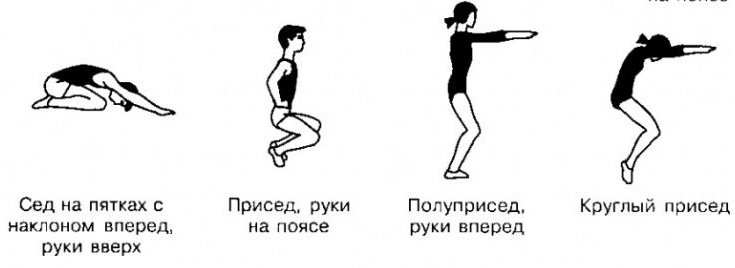 Сед на пятках с
наклоном вперед,
руки вверх
Присед, руки
на поясе
Полуприсед,
руки вперед
Круглый присед